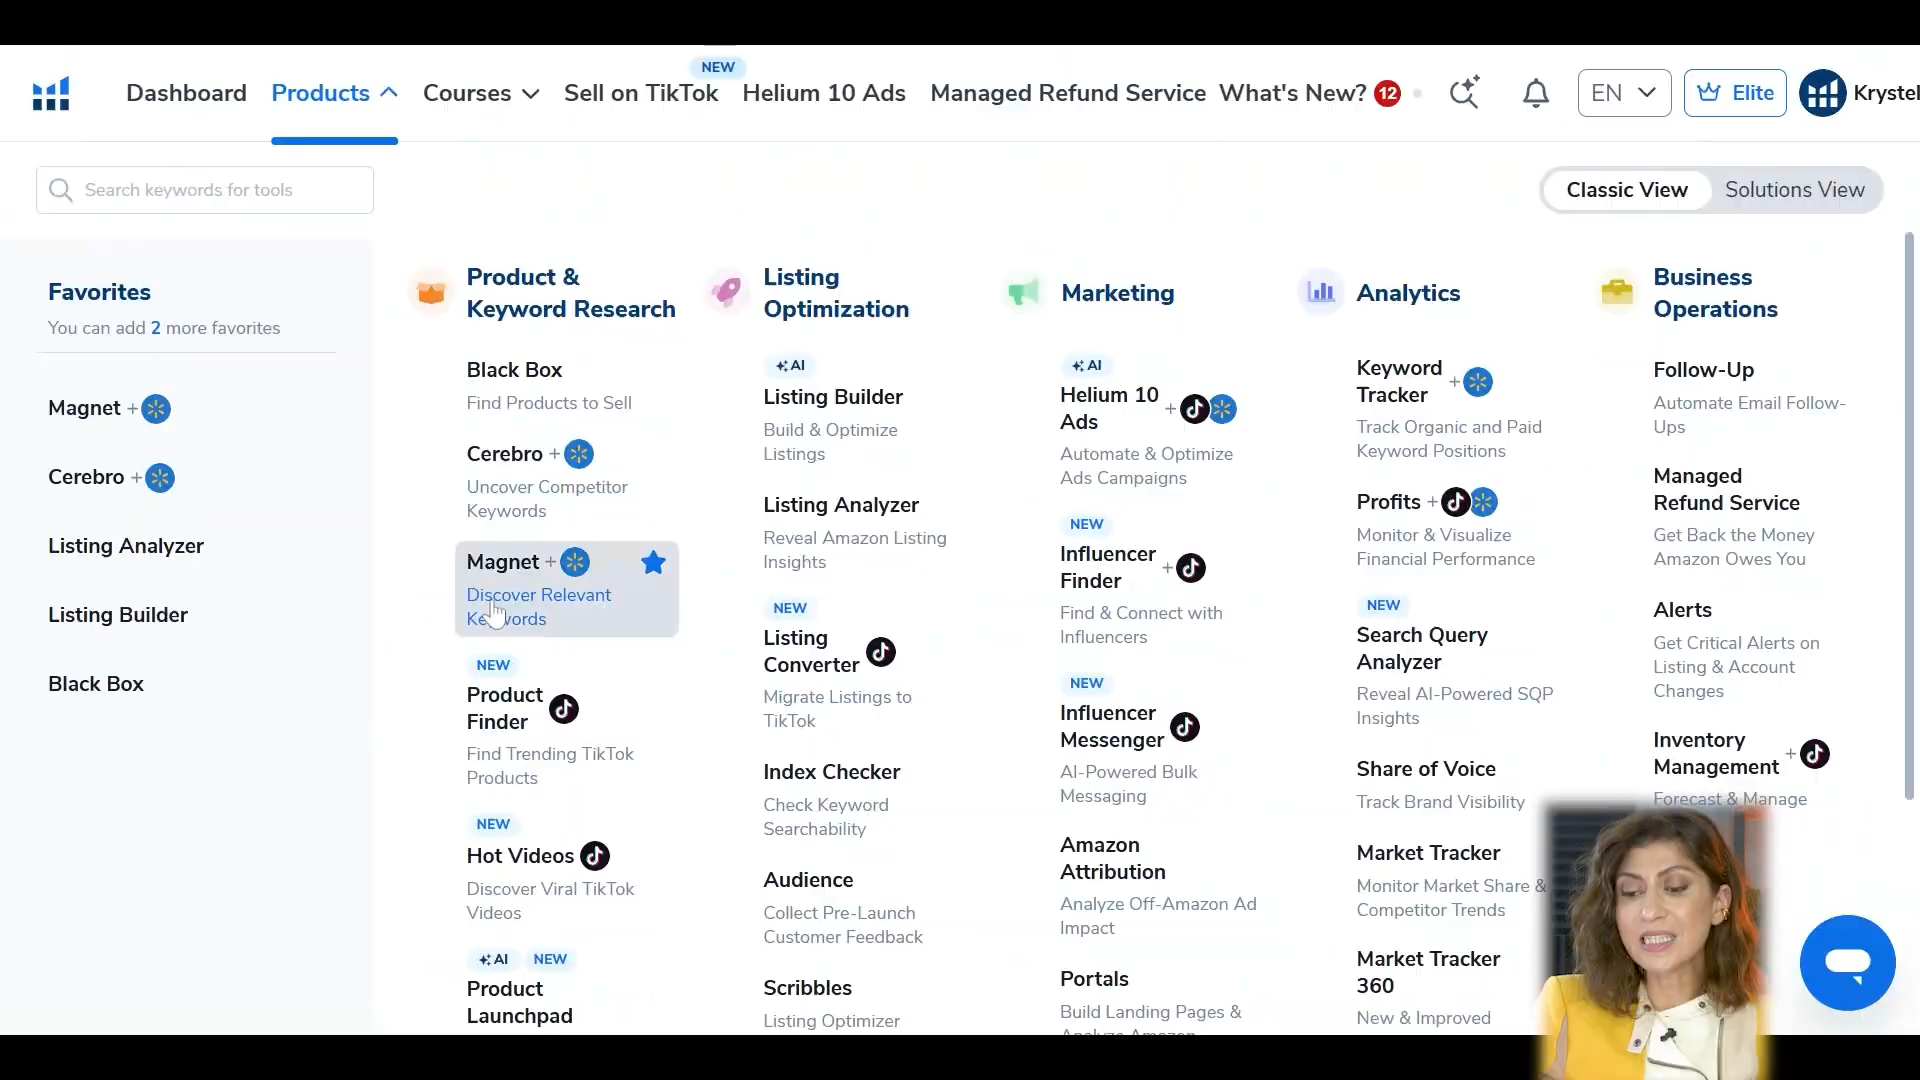 NEW
Dashboard Products Courses Sell on TikTok Helium 10 Ads Managed Refund Service What's New? 12 EN Elite Krystel
Search keywords for tools
Classic View Solutions View
Favorites
You can add 2 more favorites
Magnet +
Cerebro +
Listing Analyzer
Listing Builder
Black Box
Product &
Keyword Research
Black Box
Find Products to Sell
Cerebro +
Uncover Competitor
Keywords
Magnet +
Discover Relevant
Keywords
NEW
Product
Finder
Find Trending TikTok
Products
NEW
Hot Videos
Discover Viral TikTok
Videos
AI NEW
Product
Launchpad
Listing
Optimization
AI
Listing Builder
Build & Optimize
Listings
Listing Analyzer
Reveal Amazon Listing
Insights
NEW
Listing
Converter
Migrate Listings to
TikTok
Index Checker
Check Keyword
Searchability
Audience
Collect Pre-Launch
Customer Feedback
Scribbles
Listing Optimizer
Marketing
AI
Helium 10
Ads +
Automate & Optimize
Ads Campaigns
NEW
Influencer
Finder +
Find & Connect with
Influencers
NEW
Influencer
Messenger
AI-Powered Bulk
Messaging
Amazon
Attribution
Analyze Off-Amazon Ad
Impact
Portals
Build Landing Pages &
Analyze Amazon
Analytics
Keyword
Tracker +
Track Organic and Paid
Keyword Positions
Profits +
Monitor & Visualize
Financial Performance
NEW
Search Query
Analyzer
Reveal AI-Powered SQP
Insights
Share of Voice
Track Brand Visibility
Market Tracker
Monitor Market Share &
Competitor Trends
Market Tracker
360
New & Improved
Business
Operations
Follow-Up
Automate Email Follow-
Ups
Managed
Refund Service
Get Back the Money
Amazon Owes You
Alerts
Get Critical Alerts on
Listing & Account
Changes
Inventory
Management +
Forecast & Manage